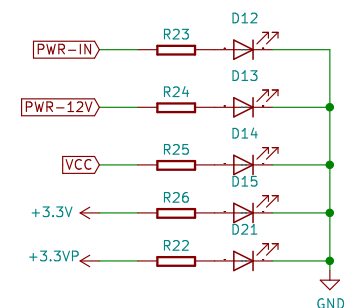 D12
R23
PWR-IN
D13
R24
PWR-12V
D14
R25
VCC
D15
R26
+3.3V
D21
R22
+3.3VP
GND